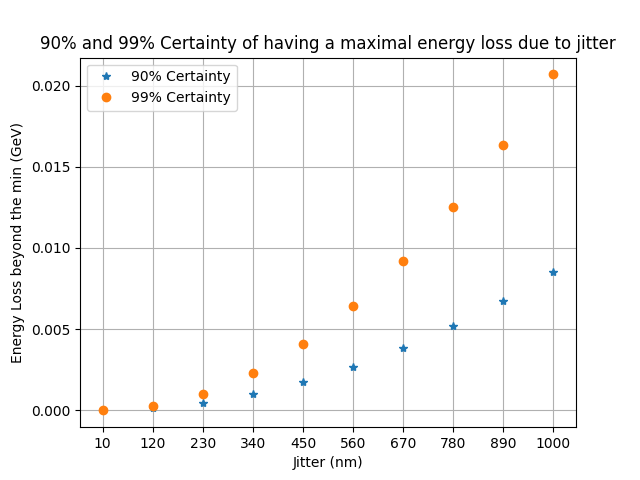 90% and 99% Certainty of having a maximal energy loss due to jitter
90% Certainty
99% Certainty
Energy Loss beyond the min (GeV)
0.020
0.015
0.010
0.005
0.000
10 120 230 340 450 560 670 780 890 1000
Jitter (nm)